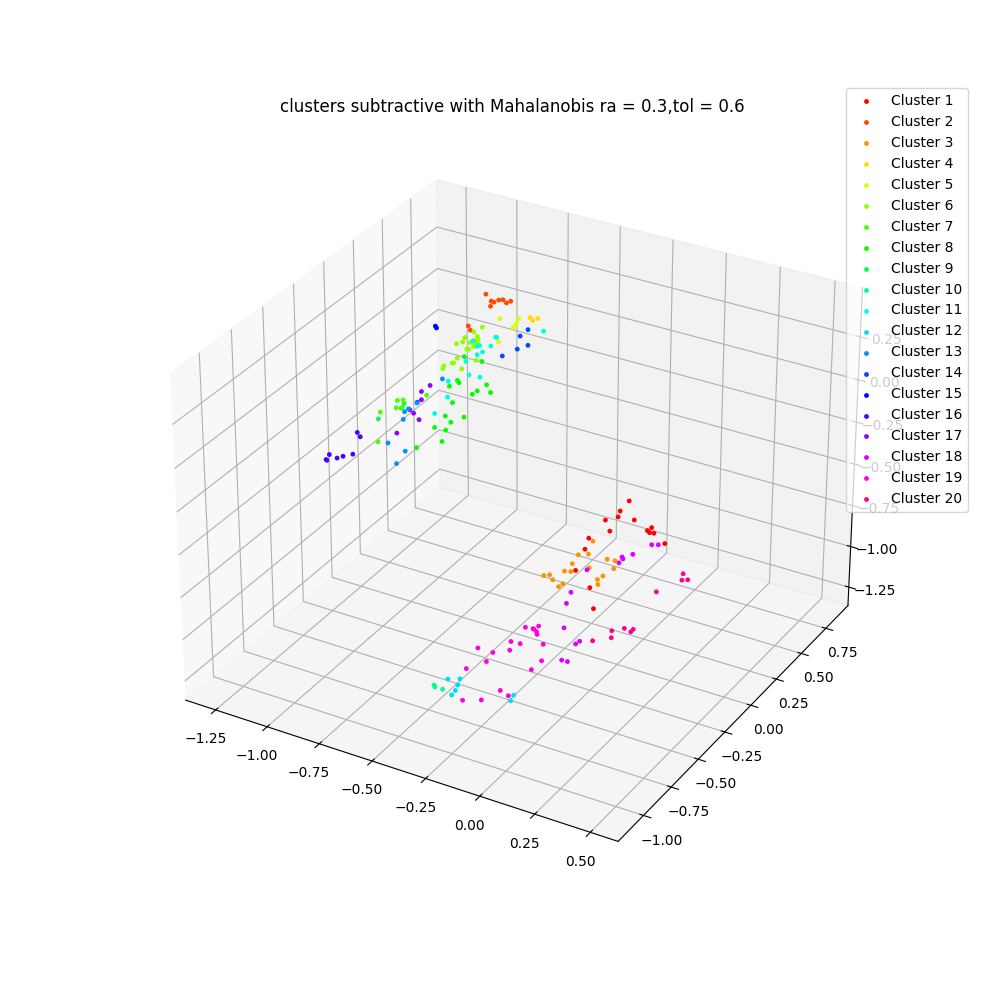 clusters subtractive with Mahalanobis ra = 0.3,tol = 0.6
Cluster 1
Cluster 2
Cluster 3
Cluster 4
Cluster 5
Cluster 6
Cluster 7
Cluster 8
Cluster 9
Cluster 10
Cluster 11
Cluster 12
Cluster 13
Cluster 14
Cluster 15
Cluster 16
Cluster 17
Cluster 18
Cluster 19
Cluster 20
0.25
0.00
−0.25
−0.50
−0.75
−1.00
−1.25
0.75
0.50
0.25
0.00
−0.25
−0.50
−0.75
−1.00
−1.25
−1.00
−0.75
−0.50
−0.25
0.00
0.25
0.50